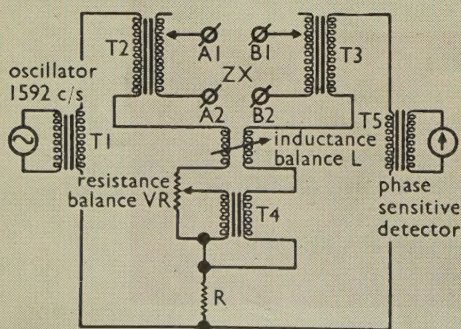 T2
A1
B1
T3
ZX
oscillator
1592 c/s
T1
A2
B2
T5
inductance
balance L
resistance
balance VR
T4
phase
sensitive
detector
R